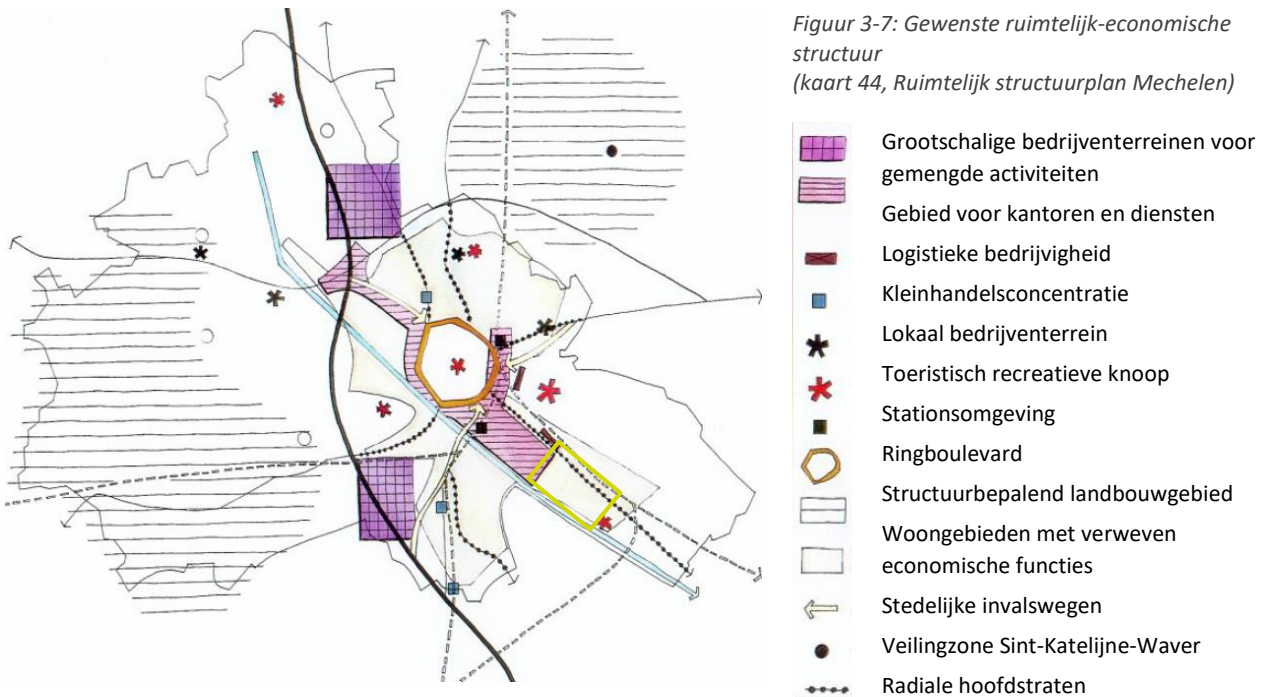 Figuur 3-7: Gewenste ruimtelijk-economische
structuur
(kaart 44, Ruimtelijk structuurplan Mechelen)
Grootschalige bedrijventerreinen voor
gemengde activiteiten
Gebied voor kantoren en diensten
Logistieke bedrijvigheid
Kleinhandelsconcentratie
Lokaal bedrijventerrein
Toeristisch recreatieve knoop
Stationsomgeving
Ringboulevard
Structuurbepalend landbouwgebied
Woongebieden met verweven
economische functies
Stedelijke invalswegen
Veilingzone Sint-Katelijne-Waver
Radiale hoofdstraten